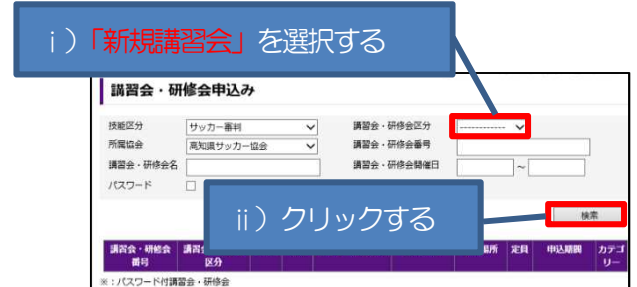 ⅰ）「新規講習会」を選択する
講習会・研修会申込み
技能区分 サッカー審判 講習会・研修会区分 ------------
所属協会 高知県サッカー協会 講習会・研修会番号
講習会・研修会名 講習会・研修会開催日 ～
パスワード
ⅱ）クリックする
検索
講習会・研修会番号 区分 定員 申込期間 カテゴリー
※：パスワード付講習会・研修会